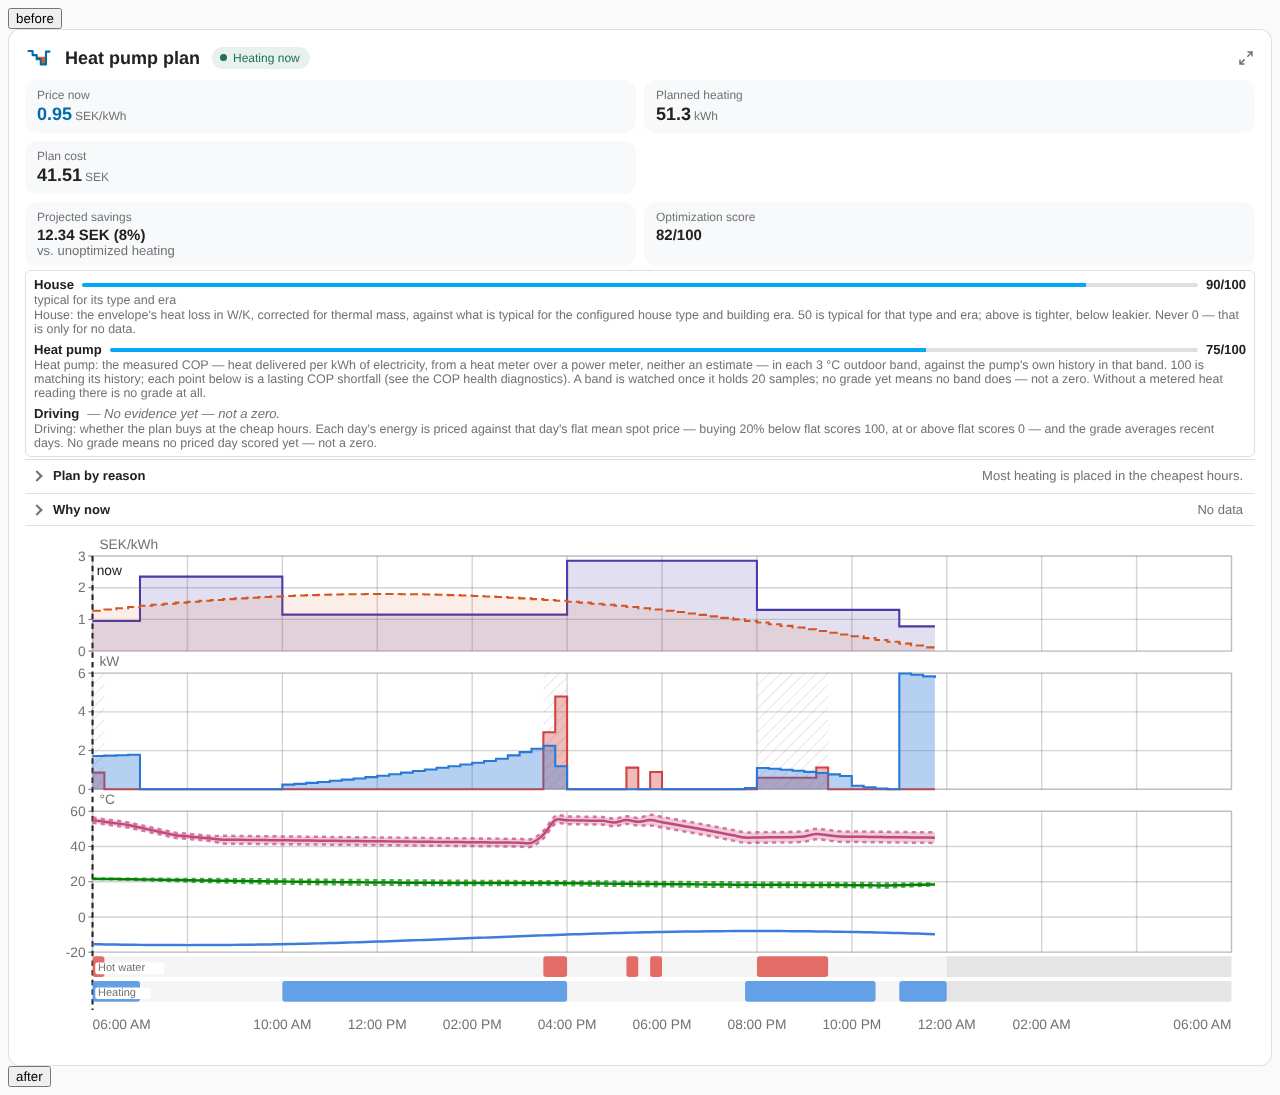 before
Heat pump plan
Heating now
Price now
0.95 SEK/kWh
Planned heating
51.3 kWh
Plan cost
41.51 SEK
Projected savings
12.34 SEK (8%)
vs. unoptimized heating
Optimization score
82/100
House
90/100
typical for its type and era
House: the envelope's heat loss in W/K, corrected for thermal mass, against what is typical for the configured house type and building era. 50 is typical for that type and era; above is tighter, below leakier. Never 0 — that
is only for no data.
Heat pump
75/100
Heat pump: the measured COP — heat delivered per kWh of electricity, from a heat meter over a power meter, neither an estimate — in each 3 °C outdoor band, against the pump's own history in that band. 100 is
matching its history; each point below is a lasting COP shortfall (see the COP health diagnostics). A band is watched once it holds 20 samples; no grade yet means no band does — not a zero. Without a metered heat
reading there is no grade at all.
Driving — No evidence yet — not a zero.
Driving: whether the plan buys at the cheap hours. Each day's energy is priced against that day's flat mean spot price — buying 20% below flat scores 100, at or above flat scores 0 — and the grade averages recent
days. No grade means no priced day scored yet — not a zero.
Plan by reason
Most heating is placed in the cheapest hours.
Why now
No data
SEK/kWh
3
now
2
1
0
kW
6
4
2
0
°C
60
40
20
0
-20
Hot water
Heating
06:00 AM 10:00 AM 12:00 PM 02:00 PM 04:00 PM 06:00 PM 08:00 PM 10:00 PM 12:00 AM 02:00 AM 06:00 AM
after